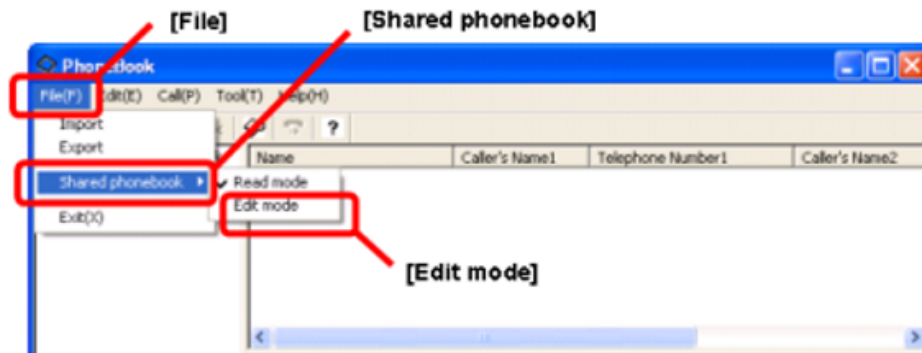 [File] [Shared phonebook]
PhoneBook
File(F) Edit(E) Call(P) Tool(T) Help(H)
Import
?
Export
Name Caller's Name1 Telephone Number1 Caller's Name2
Shared phonebook Read mode
Edit mode
Exit(X)
[Edit mode]